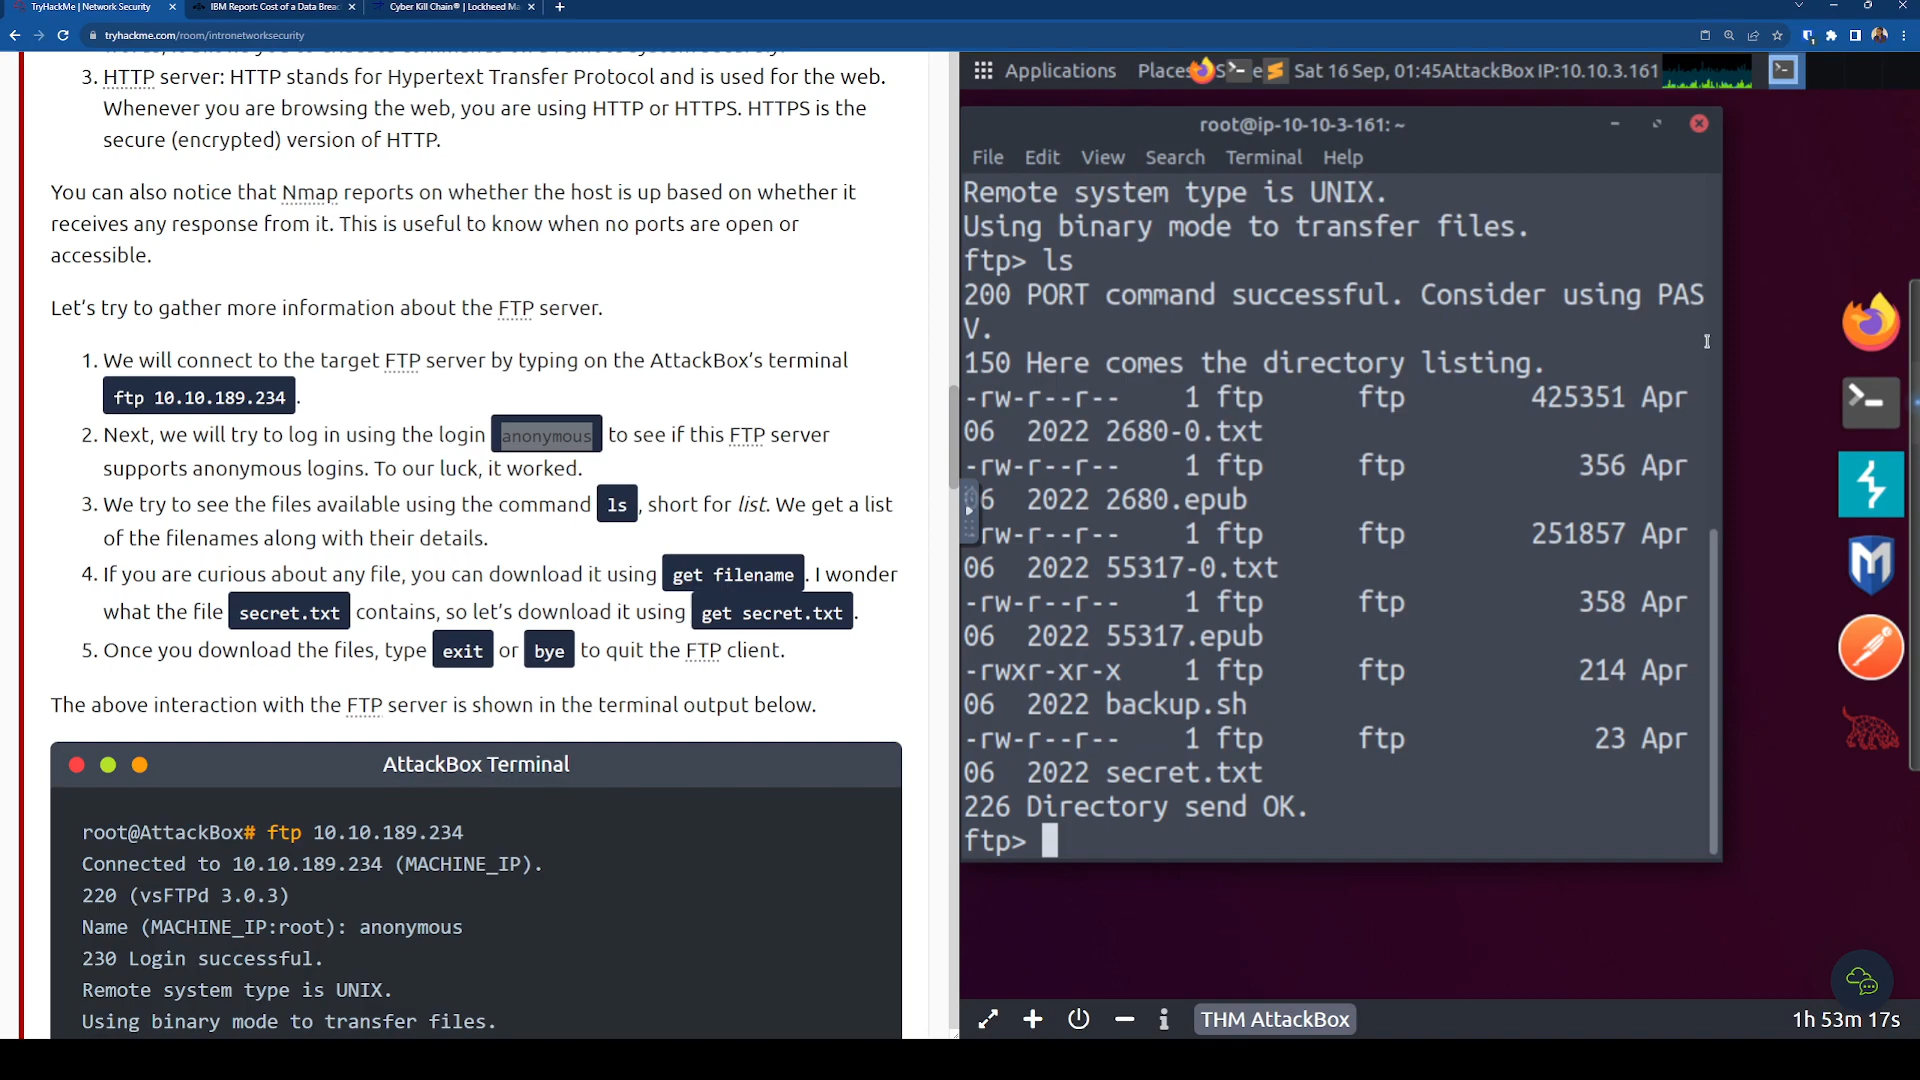 TryHackMe | Network Security
IBM Report: Cost of a Data Breac
Cyber Kill Chain® | Lockheed Ma
tryhackme.com/room/intronetworksecurity
3. HTTP server: HTTP stands for Hypertext Transfer Protocol and is used for the web.
Whenever you are browsing the web, you are using HTTP or HTTPS. HTTPS is the
secure (encrypted) version of HTTP.
You can also notice that Nmap reports on whether the host is up based on whether it
receives any response from it. This is useful to know when no ports are open or
accessible.
Let’s try to gather more information about the FTP server.
1. We will connect to the target FTP server by typing on the AttackBox’s terminal
ftp 10.10.189.234.
2. Next, we will try to log in using the login anonymous to see if this FTP server
supports anonymous logins. To our luck, it worked.
3. We try to see the files available using the command ls, short for list. We get a list
of the filenames along with their details.
4. If you are curious about any file, you can download it using get filename. I wonder
what the file secret.txt contains, so let’s download it using get secret.txt.
5. Once you download the files, type exit or bye to quit the FTP client.
The above interaction with the FTP server is shown in the terminal output below.
AttackBox Terminal
root@AttackBox# ftp 10.10.189.234
Connected to 10.10.189.234 (MACHINE_IP).
220 (vsFTPd 3.0.3)
Name (MACHINE_IP:root): anonymous
230 Login successful.
Remote system type is UNIX.
Using binary mode to transfer files.
Applications Places Sat 16 Sep, 01:45 AttackBox IP:10.10.3.161
root@ip-10-10-3-161: ~
File Edit View Search Terminal Help
Remote system type is UNIX.
Using binary mode to transfer files.
ftp> ls
200 PORT command successful. Consider using PAS
V.
150 Here comes the directory listing.
-rw-r--r-- 1 ftp ftp 425351 Apr
06 2022 2680-0.txt
-rw-r--r-- 1 ftp ftp 356 Apr
06 2022 2680.epub
-rw-r--r-- 1 ftp ftp 251857 Apr
06 2022 55317-0.txt
-rw-r--r-- 1 ftp ftp 358 Apr
06 2022 55317.epub
-rwxr-xr-x 1 ftp ftp 214 Apr
06 2022 backup.sh
-rw-r--r-- 1 ftp ftp 23 Apr
06 2022 secret.txt
226 Directory send OK.
ftp>
THM AttackBox
1h 53m 17s